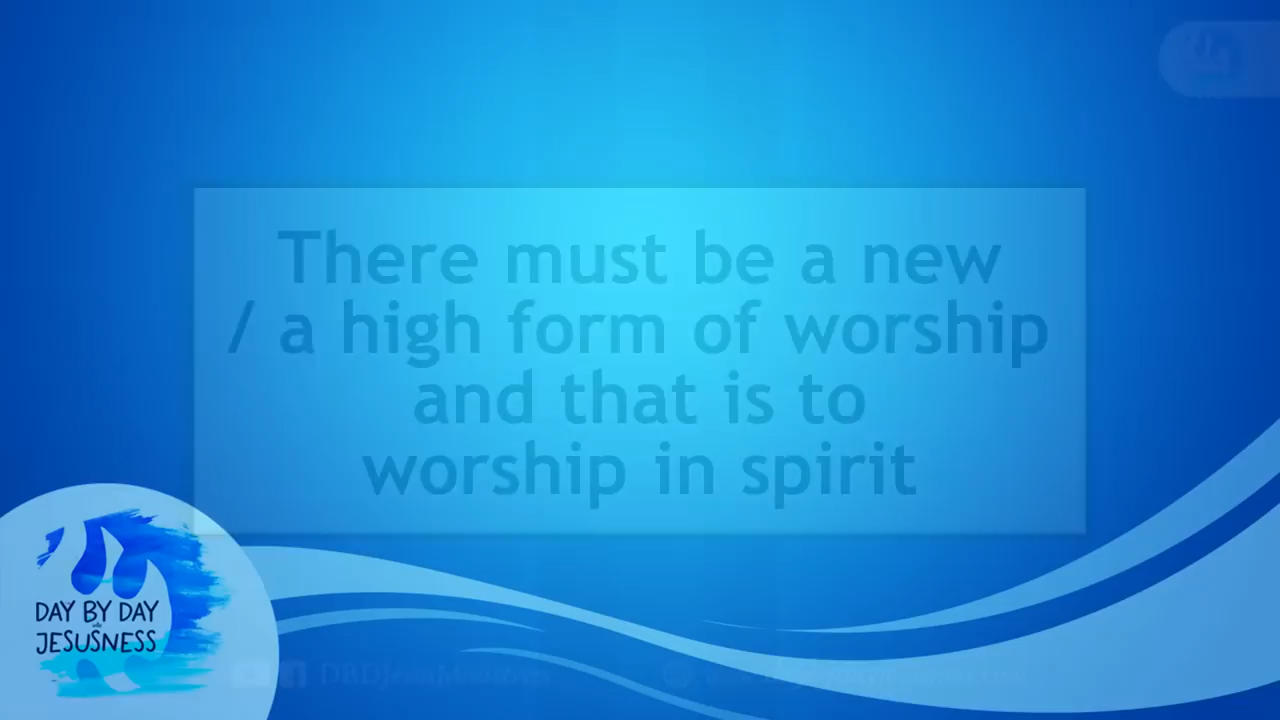 There must be a new
/ a high form of worship
and that is to
worship in spirit
DAY BY DAY
JESUSNESS